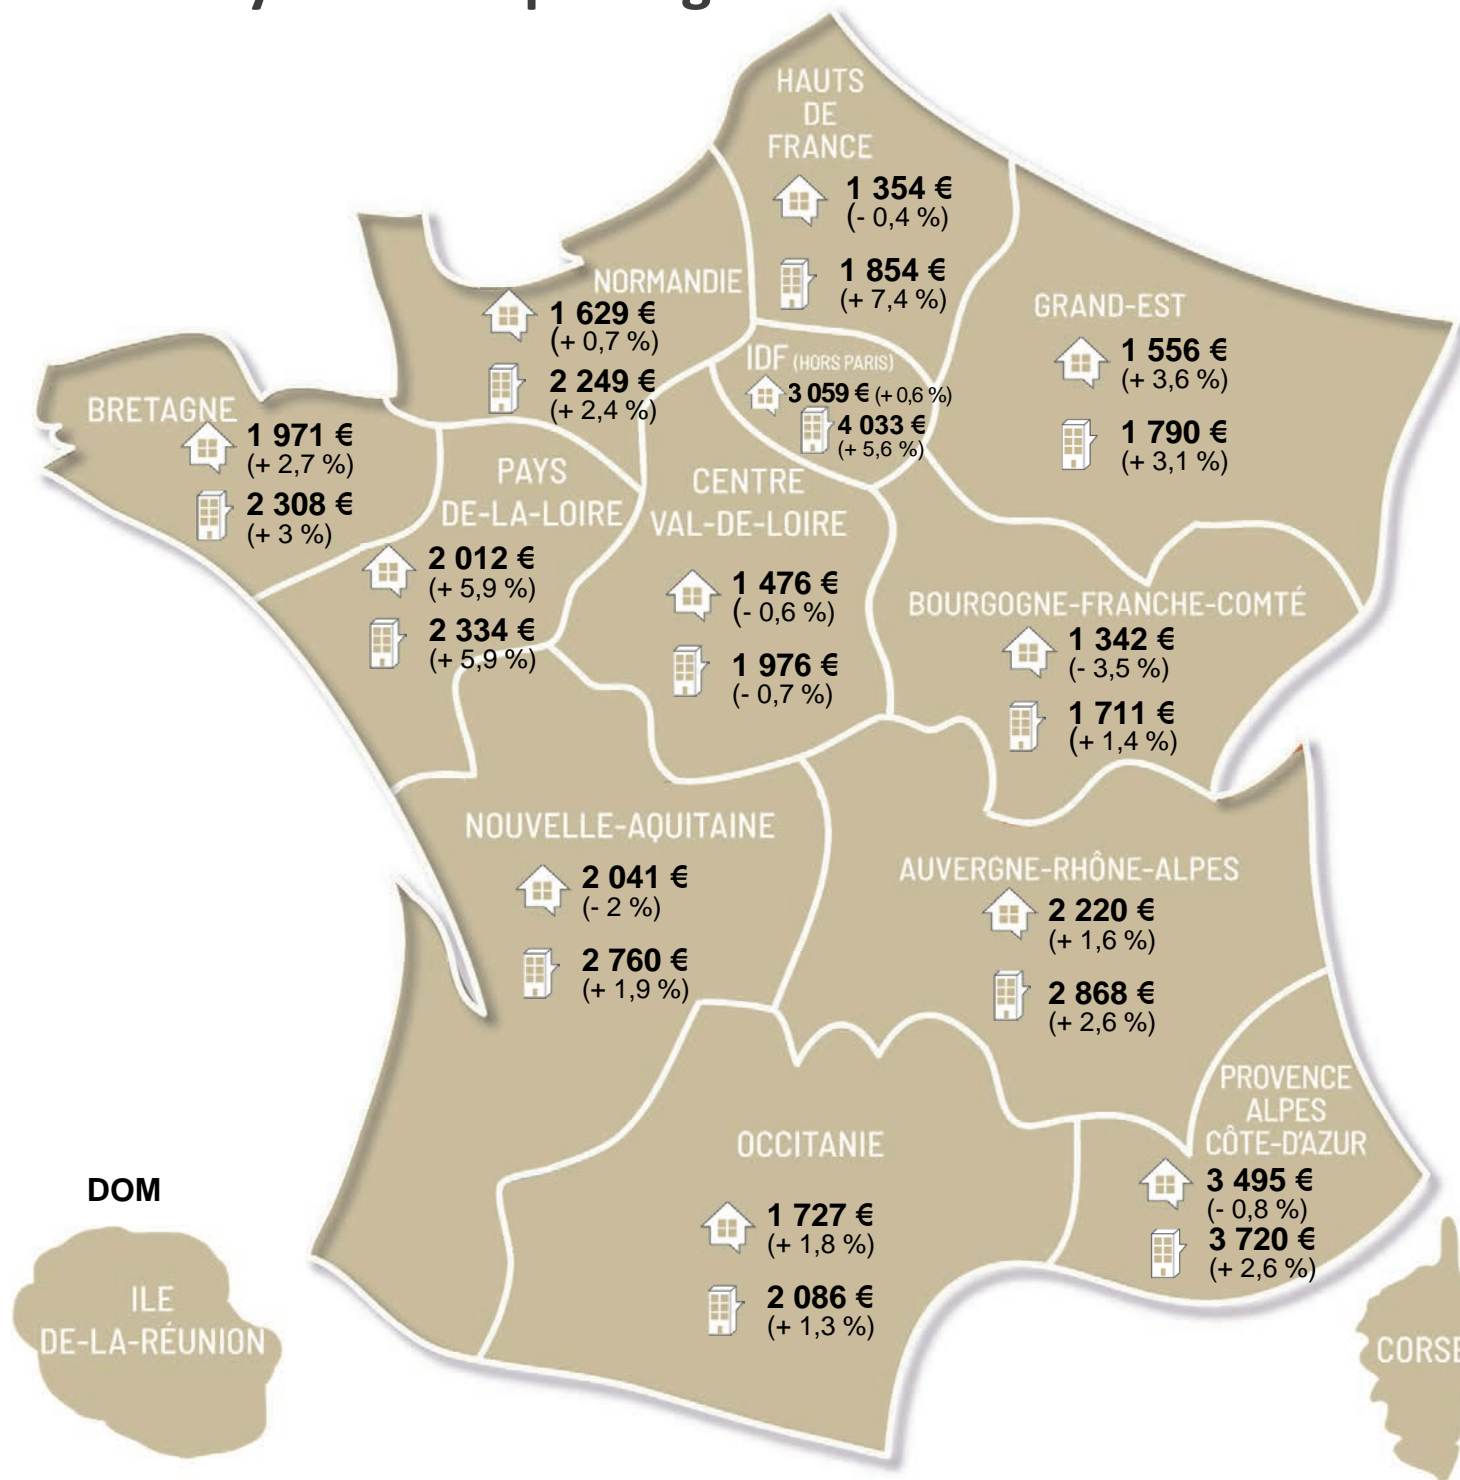 HAUTS
DE
FRANCE
1 354 €
(- 0,4 %)
1 854 €
(+ 7,4 %)
NORMANDIE
1 629 €
(+ 0,7 %)
2 249 €
(+ 2,4 %)
IDF (HORS PARIS)
3 059 € (+ 0,6 %)
4 033 €
(+ 5,6 %)
GRAND-EST
1 556 €
(+ 3,6 %)
1 790 €
(+ 3,1 %)
BRETAGNE
1 971 €
(+ 2,7 %)
2 308 €
(+ 3 %)
PAYS
DE-LA-LOIRE
2 012 €
(+ 5,9 %)
2 334 €
(+ 5,9 %)
CENTRE
VAL-DE-LOIRE
1 476 €
(- 0,6 %)
1 976 €
(- 0,7 %)
BOURGOGNE-FRANCHE-COMTÉ
1 342 €
(- 3,5 %)
1 711 €
(+ 1,4 %)
NOUVELLE-AQUITAINE
2 041 €
(- 2 %)
2 760 €
(+ 1,9 %)
AUVERGNE-RHÔNE-ALPES
2 220 €
(+ 1,6 %)
2 868 €
(+ 2,6 %)
PROVENCE
ALPES
CÔTE-D'AZUR
3 495 €
(- 0,8 %)
3 720 €
(+ 2,6 %)
OCCITANIE
1 727 €
(+ 1,8 %)
2 086 €
(+ 1,3 %)
DOM
ILE
DE-LA-RÉUNION
CORSE